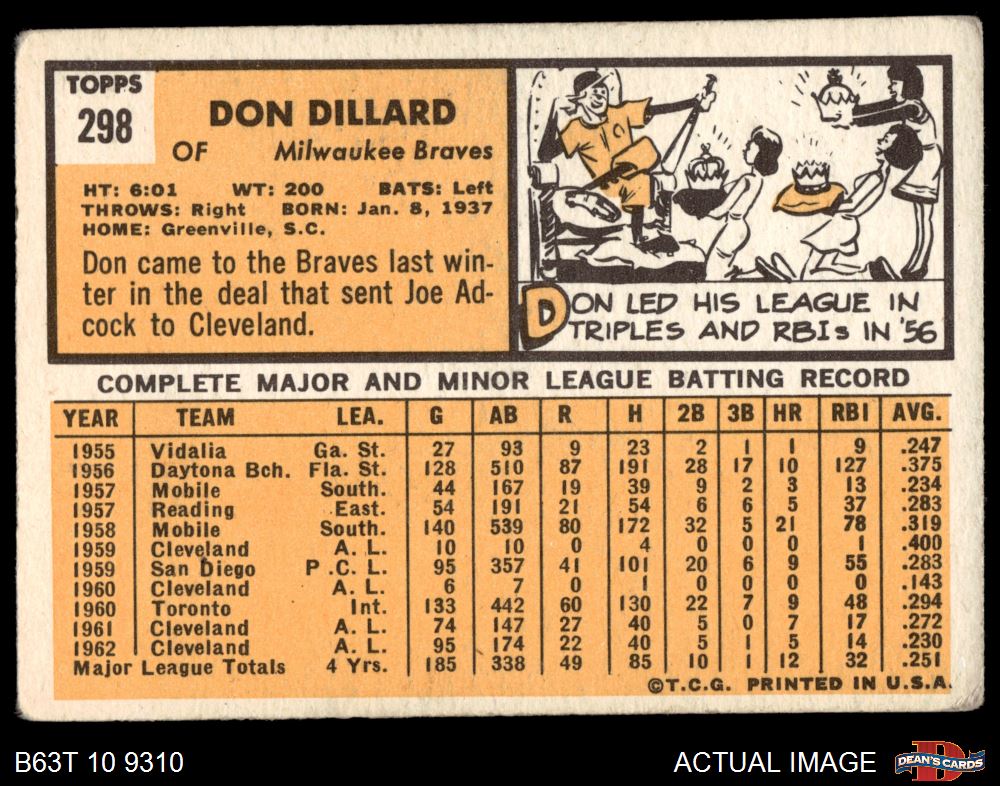 TOPPS
298
DON DILLARD
OF Milwaukee Braves
HT: 6:01 WT: 200 BATS: Left
THROWS: Right BORN: Jan. 8, 1937
HOME: Greenville, S.C.
Don came to the Braves last win-
ter in the deal that sent Joe Ad-
cock to Cleveland.
DON LED HIS LEAGUE IN
TRIPLES AND RBIs IN '56
COMPLETE MAJOR AND MINOR LEAGUE BATTING RECORD
YEAR TEAM LEA. G AB R H 2B 3B HR RBI AVG.
1955 Vidalia Ga. St. 27 93 9 23 2 1 1 9 .247
1956 Daytona Bch. Fla. St. 128 510 87 191 28 17 10 127 .375
1957 Mobile South. 44 167 19 39 9 2 3 13 .234
1957 Reading East. 54 191 21 54 6 6 5 37 .283
1958 Mobile South. 140 539 80 172 32 5 21 78 .319
1959 Cleveland A. L. 10 10 0 4 0 0 0 1 .400
1959 San Diego P .C. L. 95 357 41 101 20 6 9 55 .283
1960 Cleveland A. L. 6 7 0 1 0 0 0 0 .143
1960 Toronto Int. 133 442 60 130 22 7 9 48 .294
1961 Cleveland A. L. 74 147 27 40 5 0 7 17 .272
1962 Cleveland A. L. 95 174 22 40 5 1 5 14 .230
Major League Totals 4 Yrs. 185 338 49 85 10 1 12 32 .251
©T.C.G. PRINTED IN U.S.A.
B63T 10 9310
ACTUAL IMAGE
DEAN'S CARDS